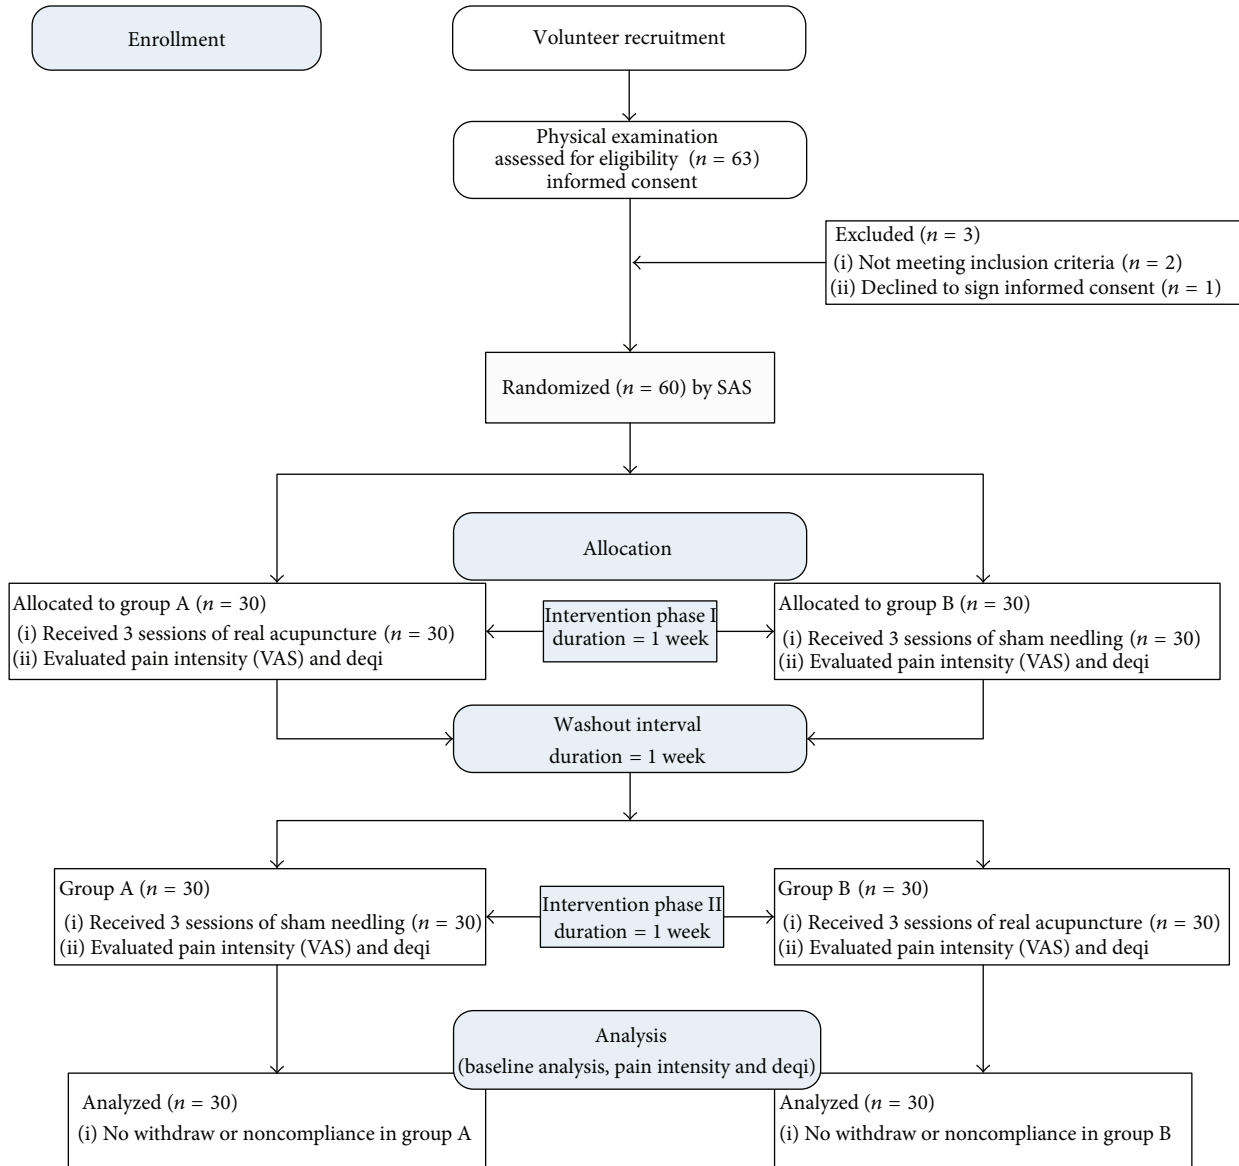 Enrollment
Volunteer recruitment
Physical examination
assessed for eligibility (n = 63)
informed consent
Excluded (n = 3)
(i) Not meeting inclusion criteria (n = 2)
(ii) Declined to sign informed consent (n = 1)
Randomized (n = 60) by SAS
Allocation
Allocated to group A (n = 30)
(i) Received 3 sessions of real acupuncture (n = 30)
(ii) Evaluated pain intensity (VAS) and deqi
Intervention phase I
duration = 1 week
Allocated to group B (n = 30)
(i) Received 3 sessions of sham needling (n = 30)
(ii) Evaluated pain intensity (VAS) and deqi
Washout interval
duration = 1 week
Group A (n = 30)
(i) Received 3 sessions of sham needling (n = 30)
(ii) Evaluated pain intensity (VAS) and deqi
Intervention phase II
duration = 1 week
Group B (n = 30)
(i) Received 3 sessions of real acupuncture (n = 30)
(ii) Evaluated pain intensity (VAS) and deqi
Analysis
(baseline analysis, pain intensity and deqi)
Analyzed (n = 30)
(i) No withdraw or noncompliance in group A
Analyzed (n = 30)
(i) No withdraw or noncompliance in group B